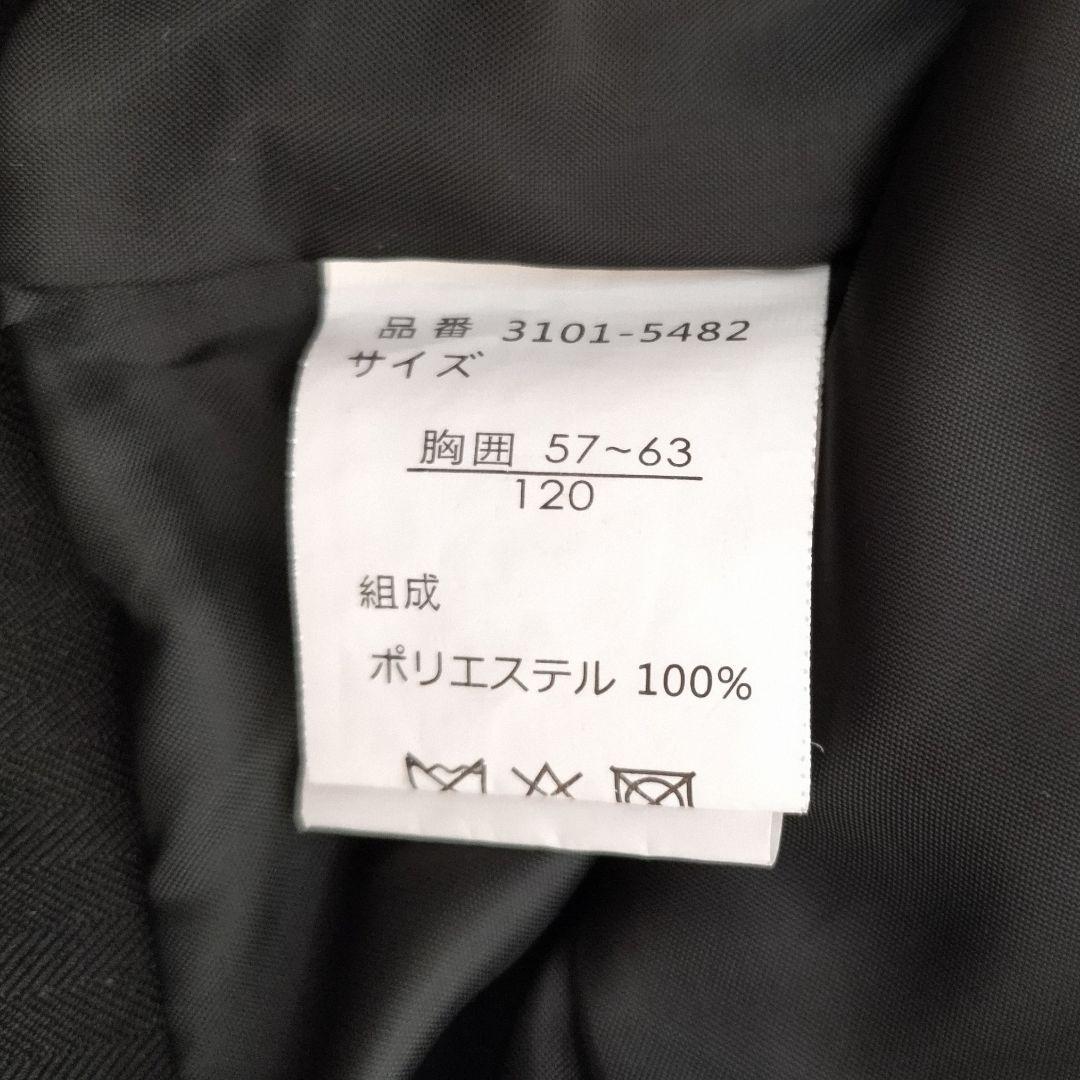 品番 3101-5482
サイズ
胸囲 57~63
120
組成
ポリエステル 100%